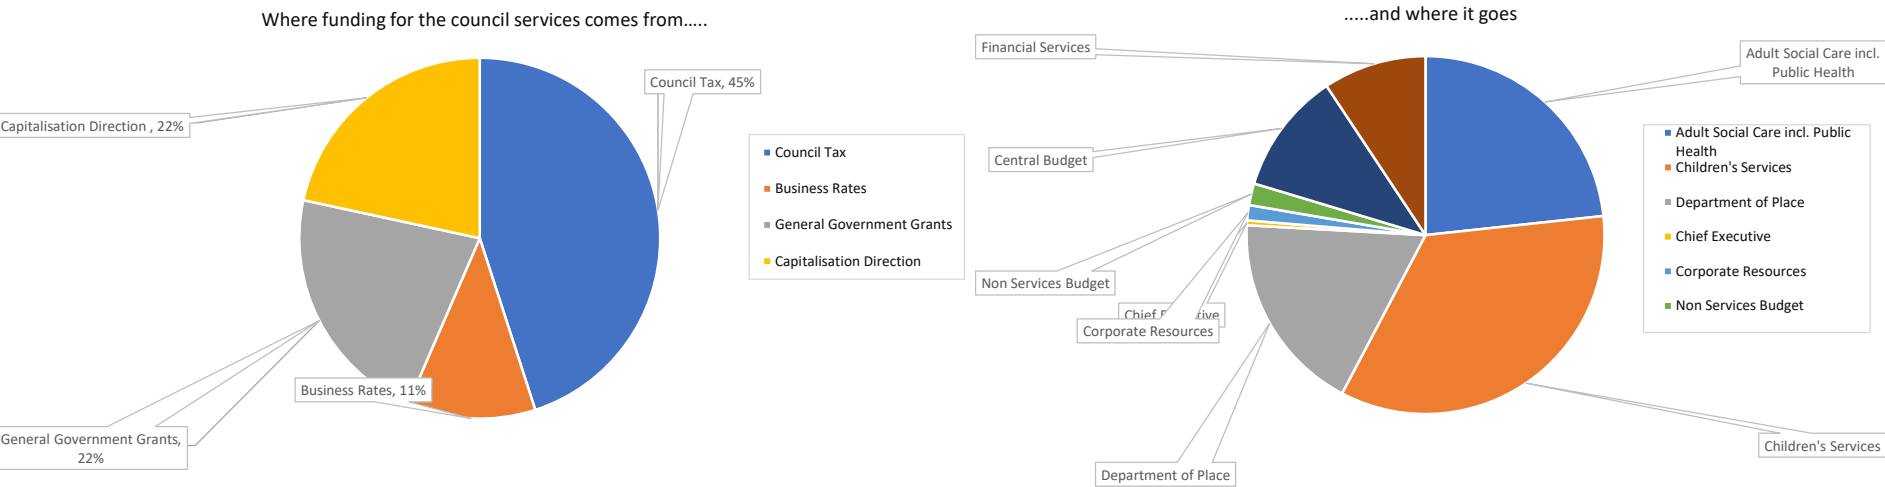 Where funding for the council services comes from.....
Council Tax, 45%
Capitalisation Direction , 22%
Business Rates, 11%
General Government Grants,
22%
Council Tax
Business Rates
General Government Grants
Capitalisation Direction
.....and where it goes
Financial Services
Adult Social Care incl.
Public Health
Central Budget
Non Services Budget
Chief
Corporate Resources
Department of Place
Children's Services
Adult Social Care incl. Public
Health
Children's Services
Department of Place
Chief Executive
Corporate Resources
Non Services Budget